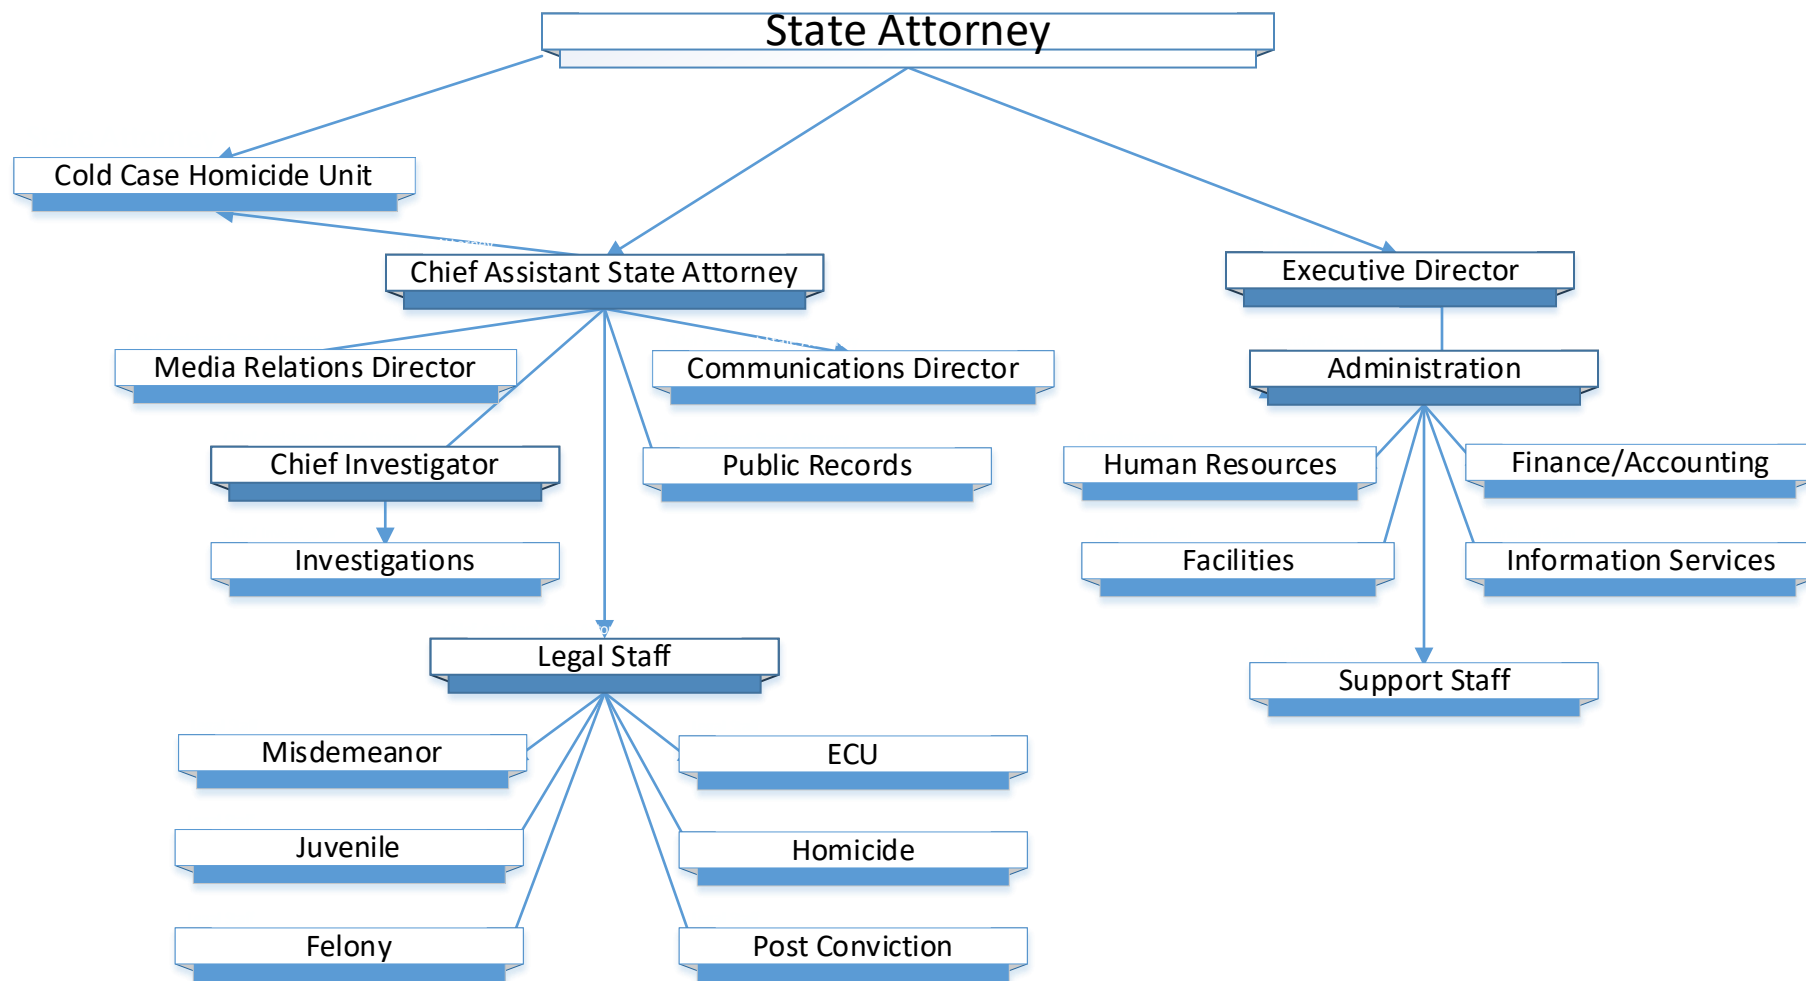 State Attorney
Cold Case Homicide Unit
Chief Assistant State Attorney
Executive Director
Media Relations Director
Communications Director
Administration
Chief Investigator
Public Records
Human Resources
Finance/Accounting
Investigations
Facilities
Information Services
Legal Staff
Support Staff
Misdemeanor
ECU
Juvenile
Homicide
Felony
Post Conviction